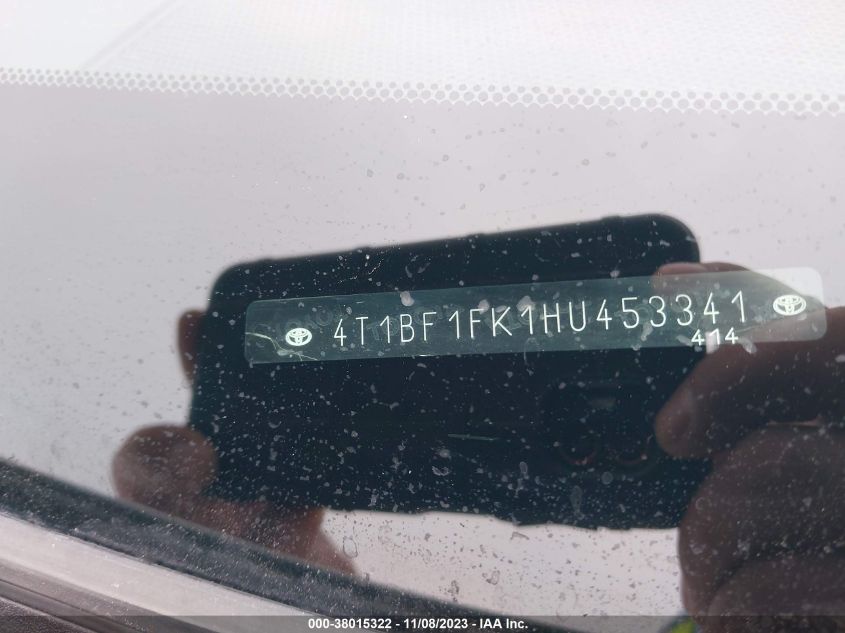 4T1BF1FK1HU453341
414
000-38015322 - 11/08/2023 - IAA Inc.